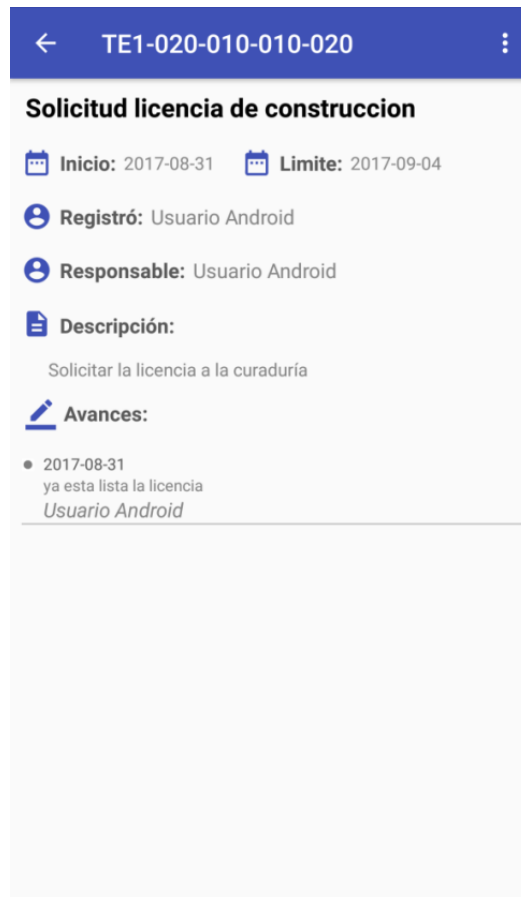 TE1-020-010-010-020
Solicitud licencia de construccion
Inicio: 2017-08-31 Limite: 2017-09-04
Registró: Usuario Android
Responsable: Usuario Android
Descripción:
Solicitar la licencia a la curaduría
Avances:
2017-08-31
ya esta lista la licencia
Usuario Android